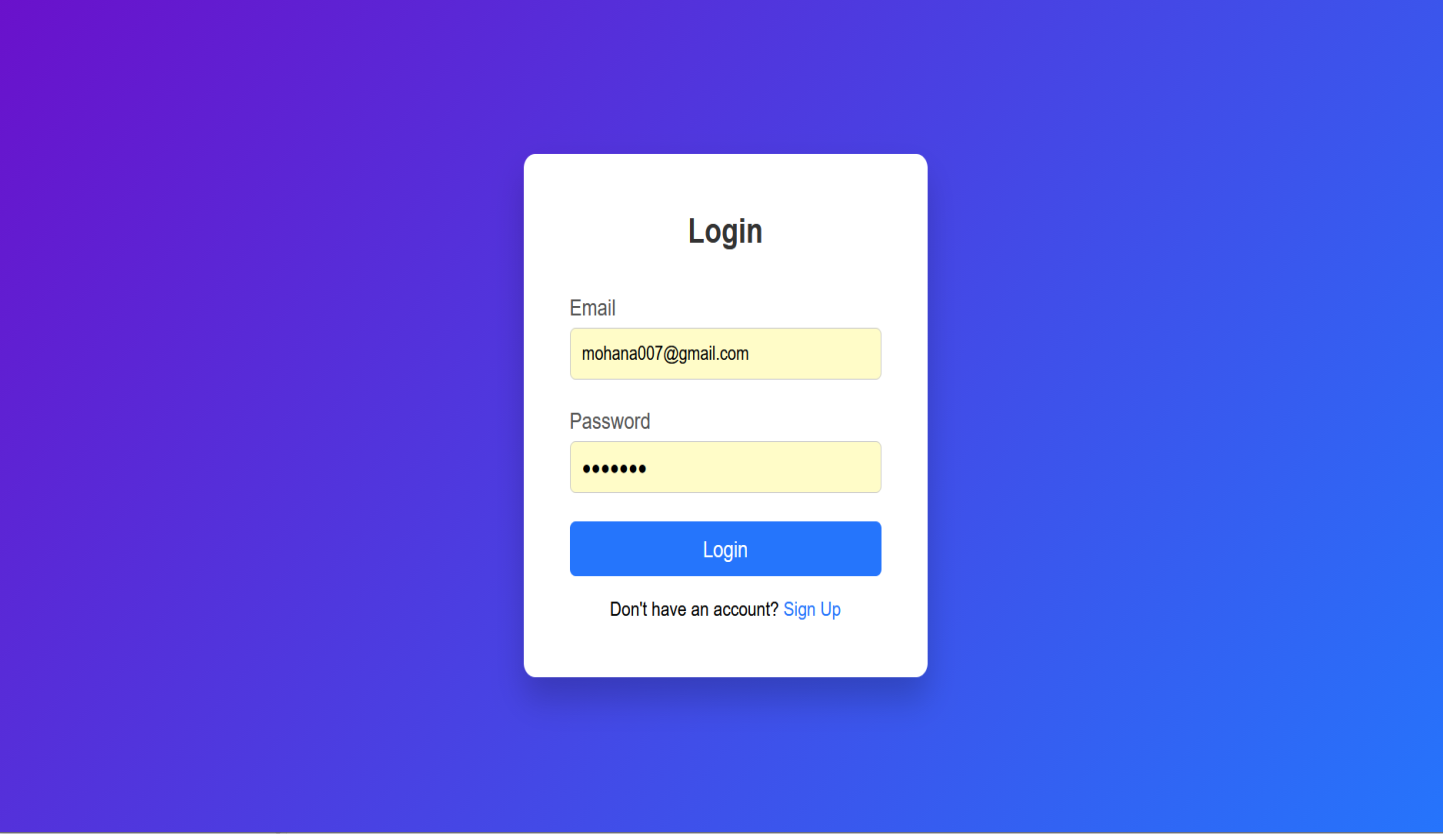 Login
Email
mohana007@gmail.com
Password
•••••••
Login
Don't have an account? Sign Up